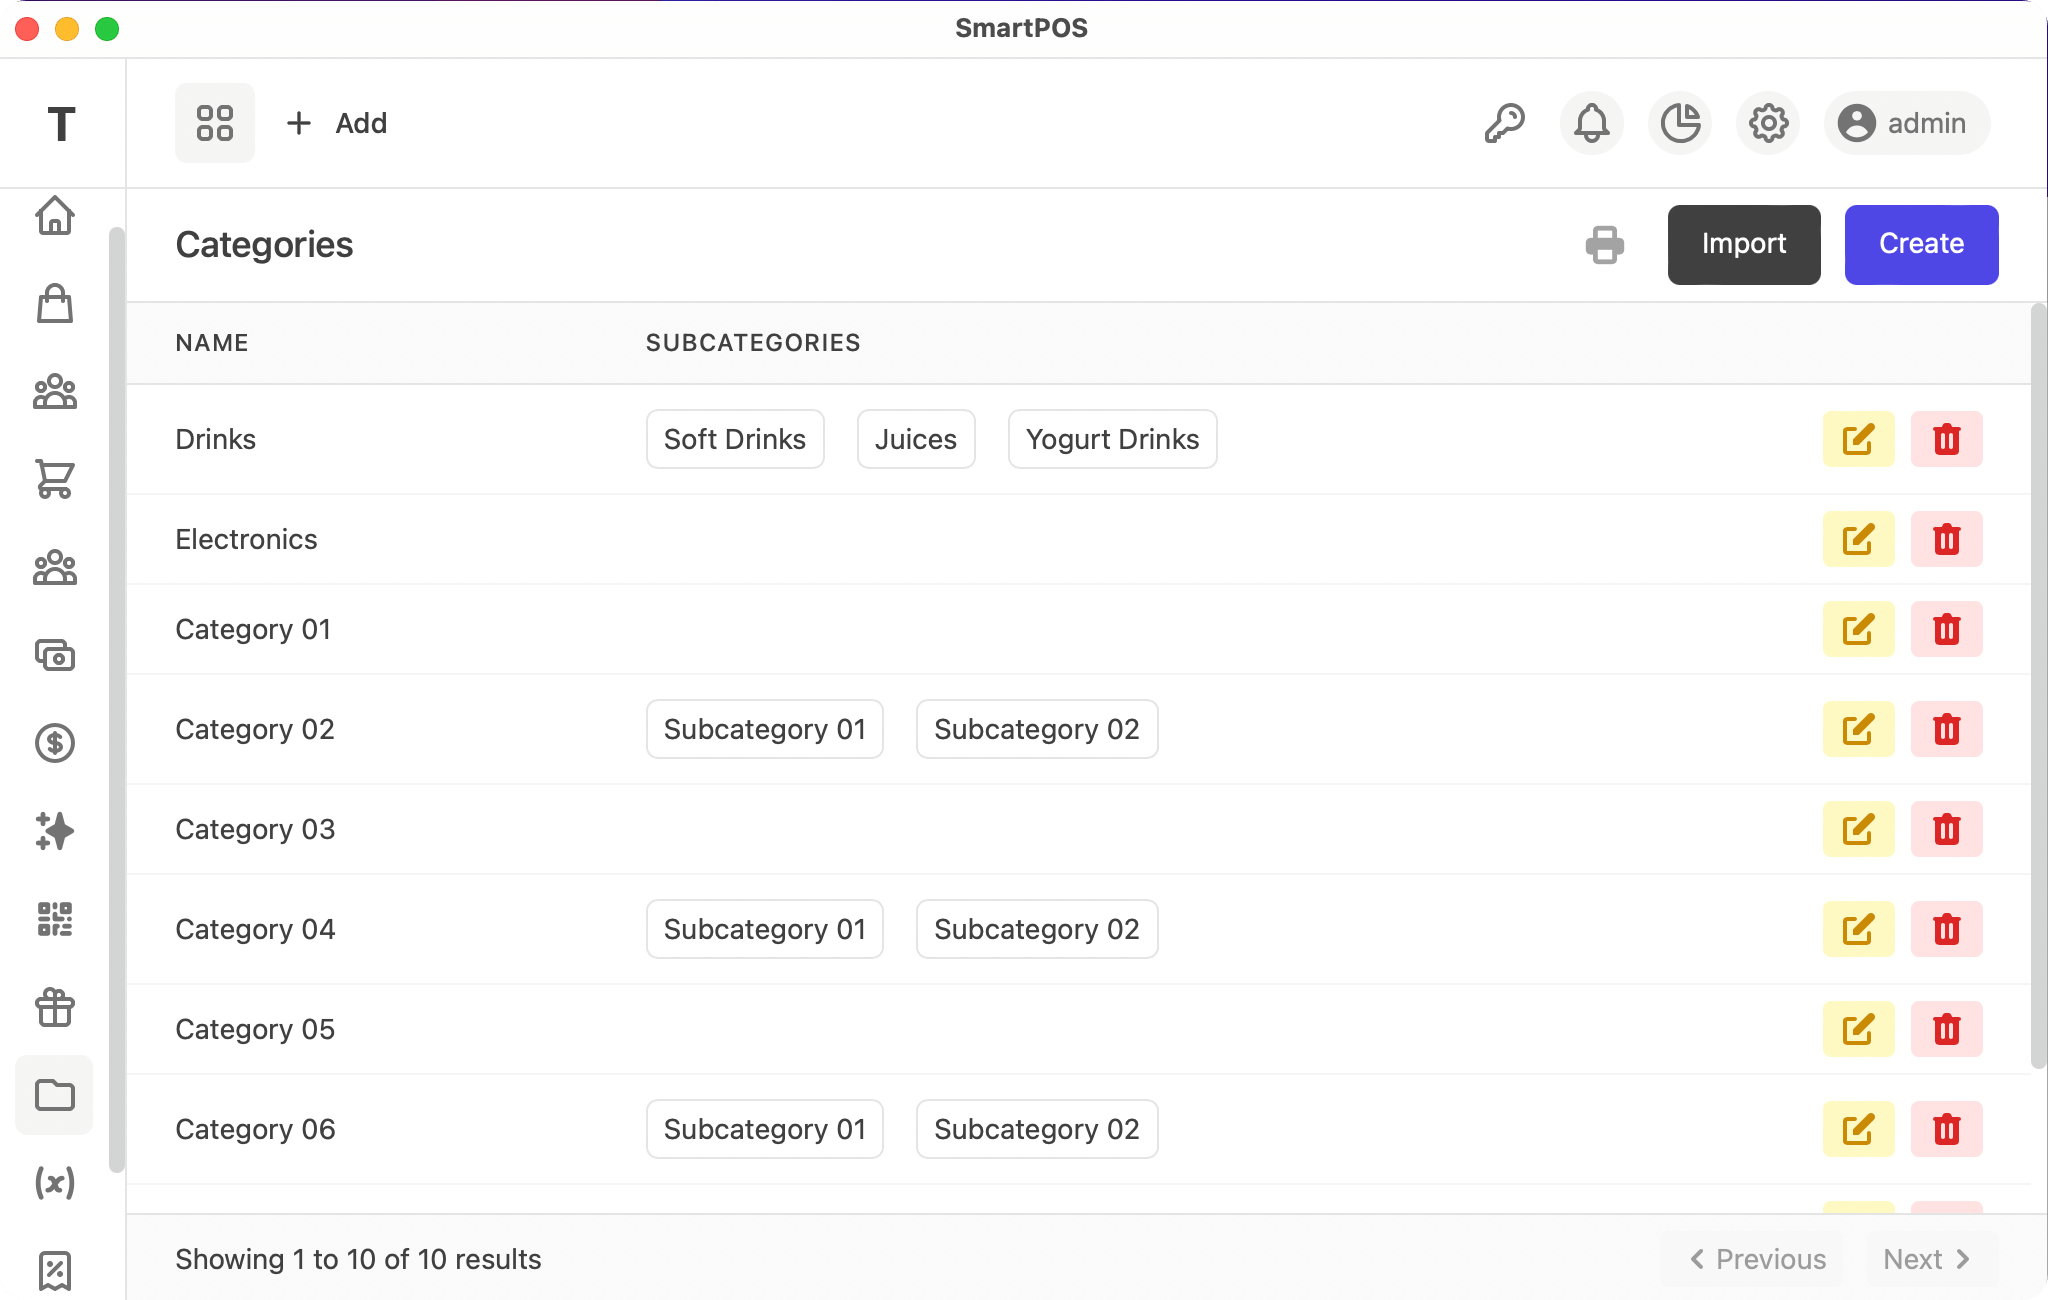 SmartPOS
T
Add
admin
Categories
Import
Create
NAME
SUBCATEGORIES
Drinks
Soft Drinks
Juices
Yogurt Drinks
Electronics
Category 01
Category 02
Subcategory 01
Subcategory 02
Category 03
Category 04
Subcategory 01
Subcategory 02
Category 05
Category 06
Subcategory 01
Subcategory 02
Showing 1 to 10 of 10 results
Previous
Next